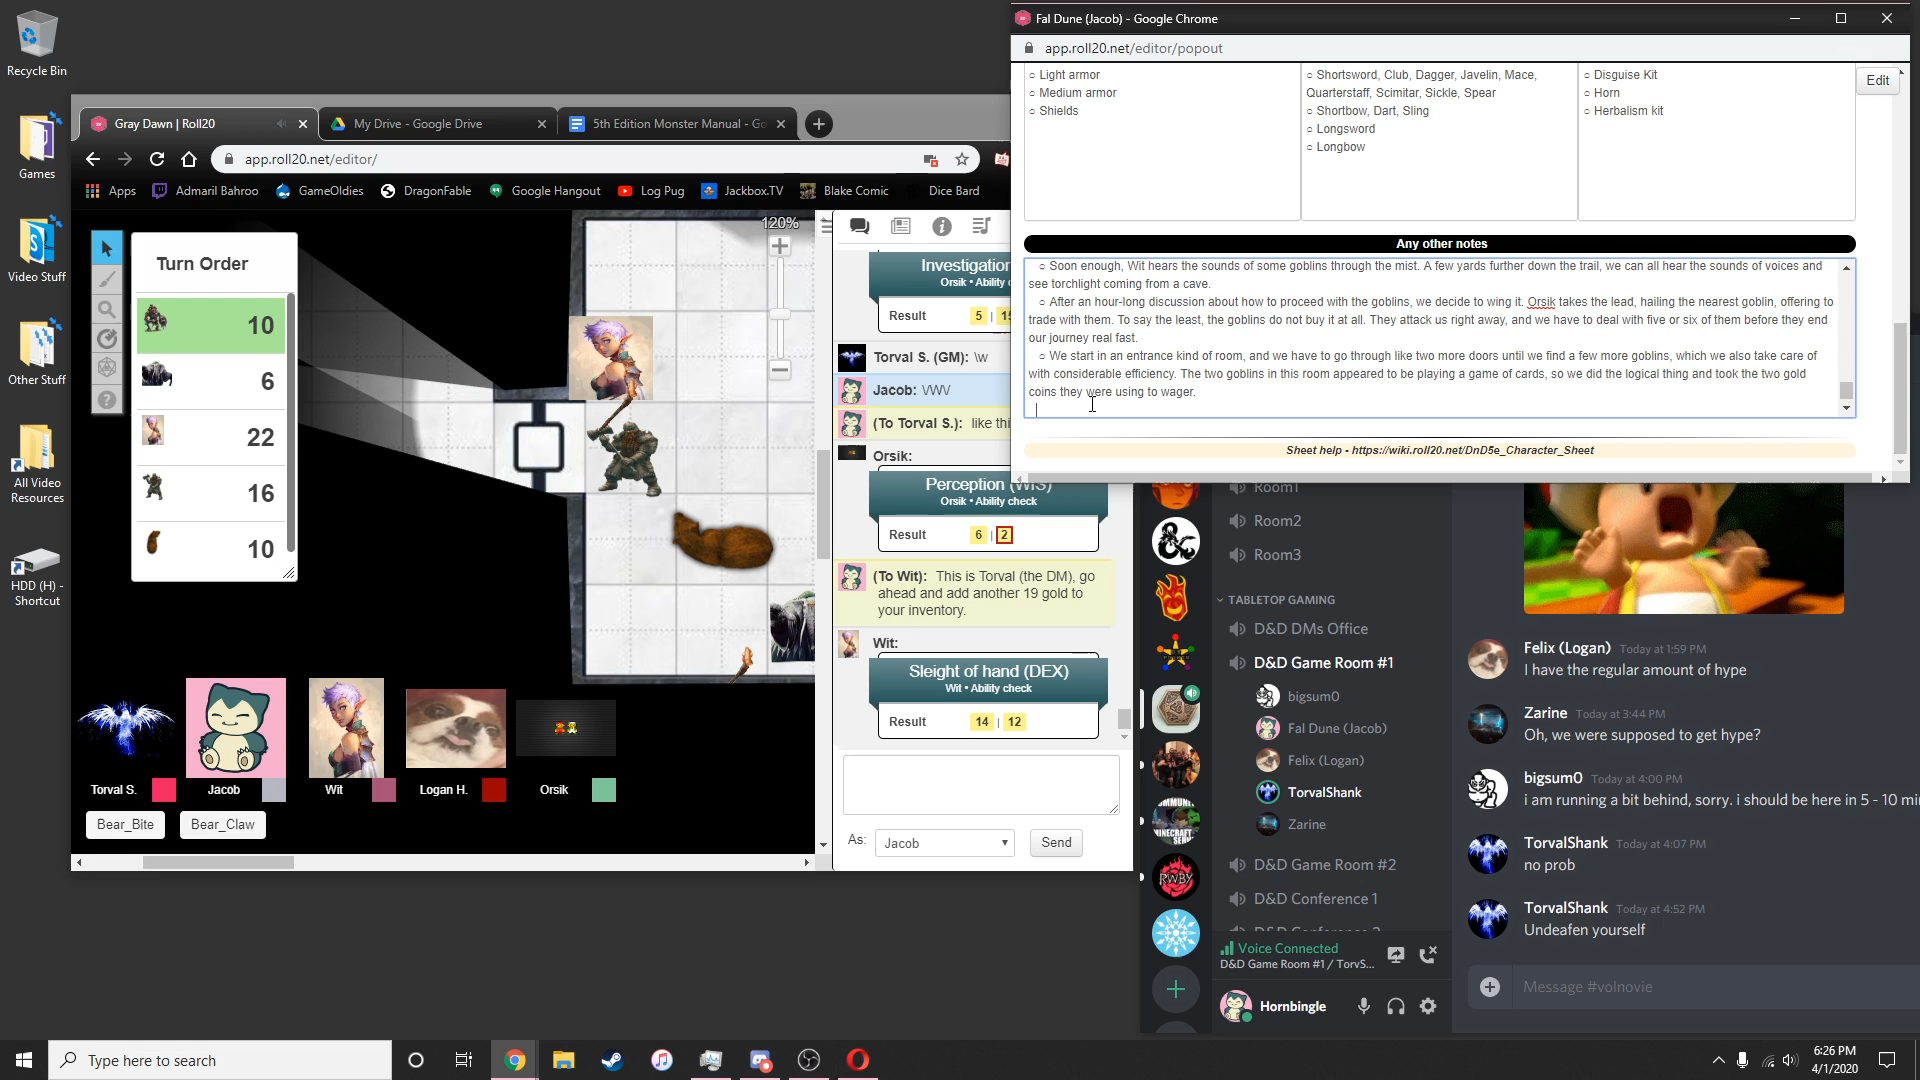 Recycle Bin
Games
Video Stuff
Other Stuff
All Video
Resources
HDD (H) -
Shortcut
Gray Dawn | Roll20
My Drive - Google Drive
5th Edition Monster Manual - Go
app.roll20.net/editor/
Apps
Admaril Bahroo
GameOldies
DragonFable
Google Hangout
Log Pug
Jackbox.TV
Blake Comic
Dice Bard
120%
Turn Order
10
6
22
16
10
Torval S.
Jacob
Wit
Logan H.
Orsik
Bear_Bite
Bear_Claw
Investigation
Orsik • Ability c
Result 5 | 15
Torval S. (GM): \w
Jacob: VWV
(To Torval S.): like thi
Orsik:
Perception (WIS)
Orsik • Ability check
Result 6 | 2
(To Wit): This is Torval (the DM), go
ahead and add another 19 gold to
your inventory.
Wit:
Sleight of hand (DEX)
Wit • Ability check
Result 14 | 12
As: Jacob
Send
Fal Dune (Jacob) - Google Chrome
app.roll20.net/editor/popout
Edit
○ Light armor
○ Medium armor
○ Shields
○ Shortsword, Club, Dagger, Javelin, Mace,
Quarterstaff, Scimitar, Sickle, Spear
○ Shortbow, Dart, Sling
○ Longsword
○ Longbow
○ Disguise Kit
○ Horn
○ Herbalism kit
Any other notes
○ Soon enough, Wit hears the sounds of some goblins through the mist. A few yards further down the trail, we can all hear the sounds of voices and
see torchlight coming from a cave.
○ After an hour-long discussion about how to proceed with the goblins, we decide to wing it. Orsik takes the lead, hailing the nearest goblin, offering to
trade with them. To say the least, the goblins do not buy it at all. They attack us right away, and we have to deal with five or six of them before they end
our journey real fast.
○ We start in an entrance kind of room, and we have to go through like two more doors until we find a few more goblins, which we also take care of
with considerable efficiency. The two goblins in this room appeared to be playing a game of cards, so we did the logical thing and took the two gold
coins they were using to wager.
Sheet help - https://wiki.roll20.net/DnD5e_Character_Sheet
Room1
Room2
Room3
TABLETOP GAMING
D&D DMs Office
D&D Game Room #1
bigsum0
Fal Dune (Jacob)
Felix (Logan)
TorvalShank
Zarine
D&D Game Room #2
D&D Conference 1
Voice Connected
D&D Game Room #1 / TorvS...
Hornbingle
MMUNIT
MINECRAFT
SERV
RWBY
Felix (Logan) Today at 1:59 PM
I have the regular amount of hype
Zarine Today at 3:44 PM
Oh, we were supposed to get hype?
bigsum0 Today at 4:00 PM
i am running a bit behind, sorry. i should be here in 5 - 10 mi
TorvalShank Today at 4:07 PM
no prob
TorvalShank Today at 4:52 PM
Undeafen yourself
Message #volnovie
Type here to search
6:26 PM
4/1/2020